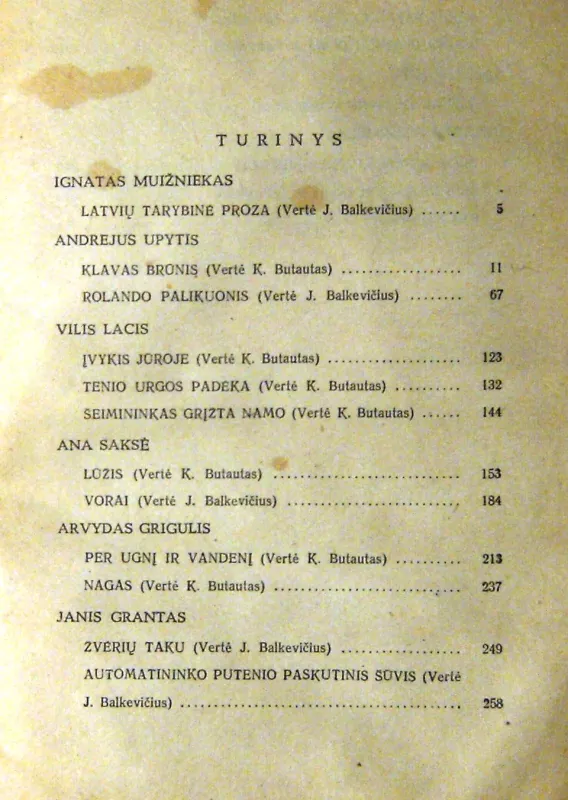 TURINYS
IGNATAS MUIŽNIEKAS
LATVIŲ TARYBINĖ PROZA (Vertė J. Balkevičius) ...... 5
ANDREJUS UPYTIS
KLAVAS BRŪNIS (Vertė K. Butautas) ................. 11
ROLANDO PALIKUONIS (Vertė J. Balkevičius) ........ 67
VILIS LACIS
ĮVYKIS JŪROJE (Vertė K. Butautas) ................... 123
TENIO URGOS PADĖKA (Vertė K. Butautas) .......... 132
ŠEIMININKAS GRĮŽTA NAMO (Vertė K. Butautas) ...... 144
ANA SAKSĖ
LŪŽIS (Vertė K. Butautas) ........................... 153
VORAI (Vertė J. Balkevičius) ......................... 184
ARVYDAS GRIGULIS
PER UGNĮ IR VANDENĮ (Vertė K. Butautas) .......... 213
NAGAS (Vertė K. Butautas) ........................... 237
JANIS GRANTAS
ŽVĖRIŲ TAKU (Vertė J. Balkevičius) ................. 249
AUTOMATININKO PUTENIO PASKUTINIS ŠŪVIS (Vertė
J. Balkevičius) ........................................ 258